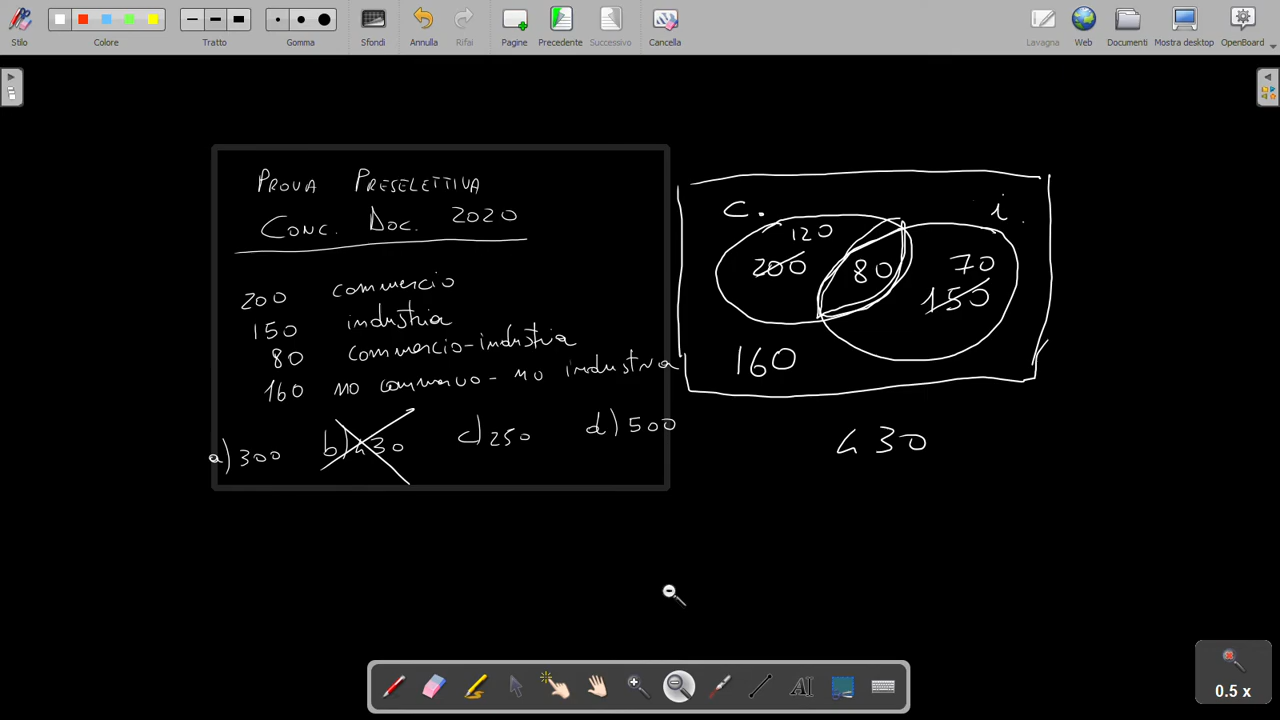 Stilo
Colore
Tratto
Gomma
Sfondi
Annulla
Rifai
Pagine
Precedente
Successivo
Cancella
Lavagna
Web
Documenti
Mostra desktop
OpenBoard
PROVA PRESELETTIVA
CONC. DOC. 2020
200 commercio
150 industria
80 commercio-industria
160 no commercio - no industria
a) 300 b) 430 c) 250 d) 500
C. i
120
200 80 70
150
160
430
AI
0.5 x